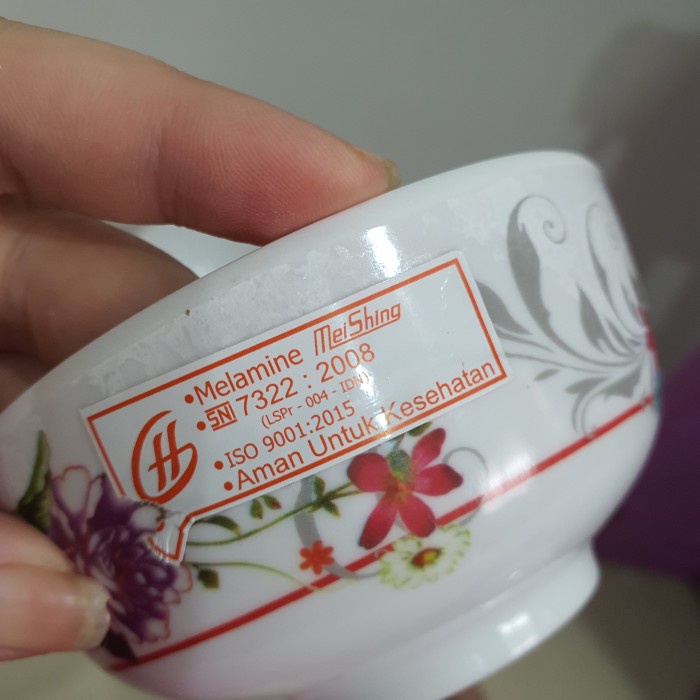 •Melamine MeiShing
•SNI 7322 : 2008
(LSPr - 004 - IDN)
•ISO 9001:2015
•Aman Untuk Kesehatan